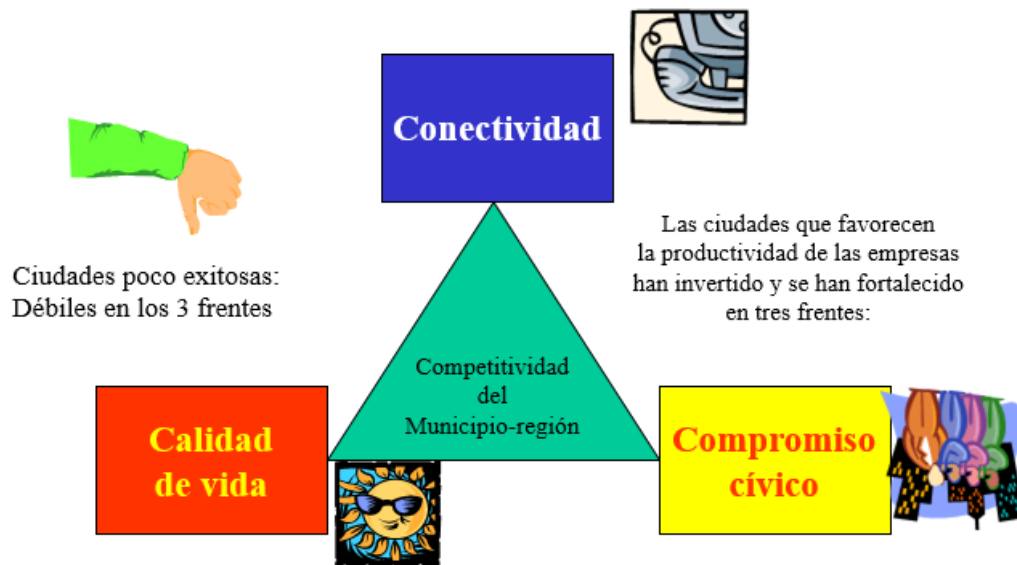 Conectividad
Las ciudades que favorecen
la productividad de las empresas
han invertido y se han fortalecido
en tres frentes:
Ciudades poco exitosas:
Débiles en los 3 frentes
Competitividad
del
Municipio-región
Calidad
de vida
Compromiso
cívico